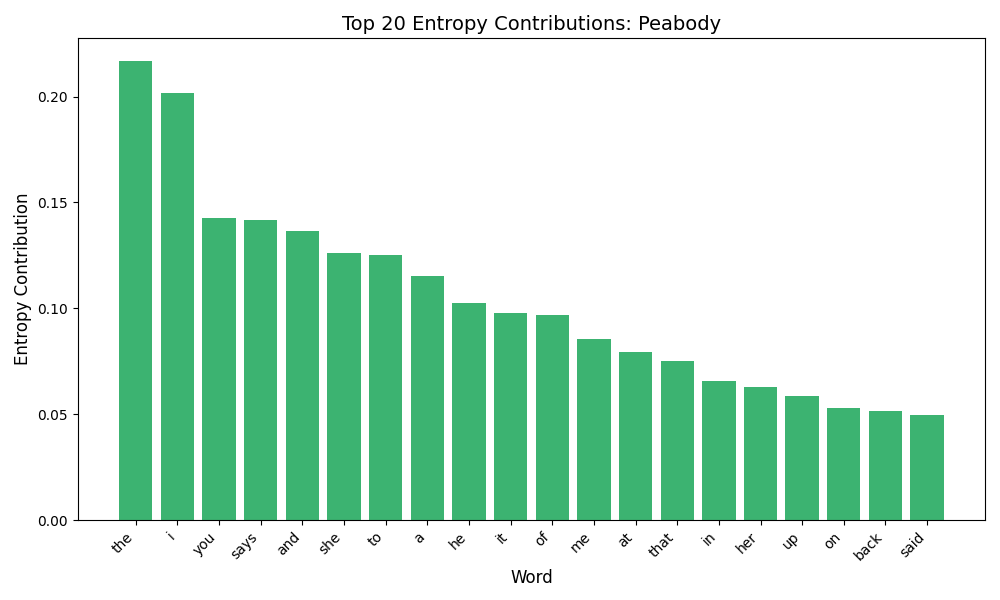 Top 20 Entropy Contributions: Peabody
Entropy Contribution
0.20
0.15
0.10
0.05
0.00
the
i
you
says
and
she
to
a
he
it
of
me
at
that
in
her
up
on
back
said
Word